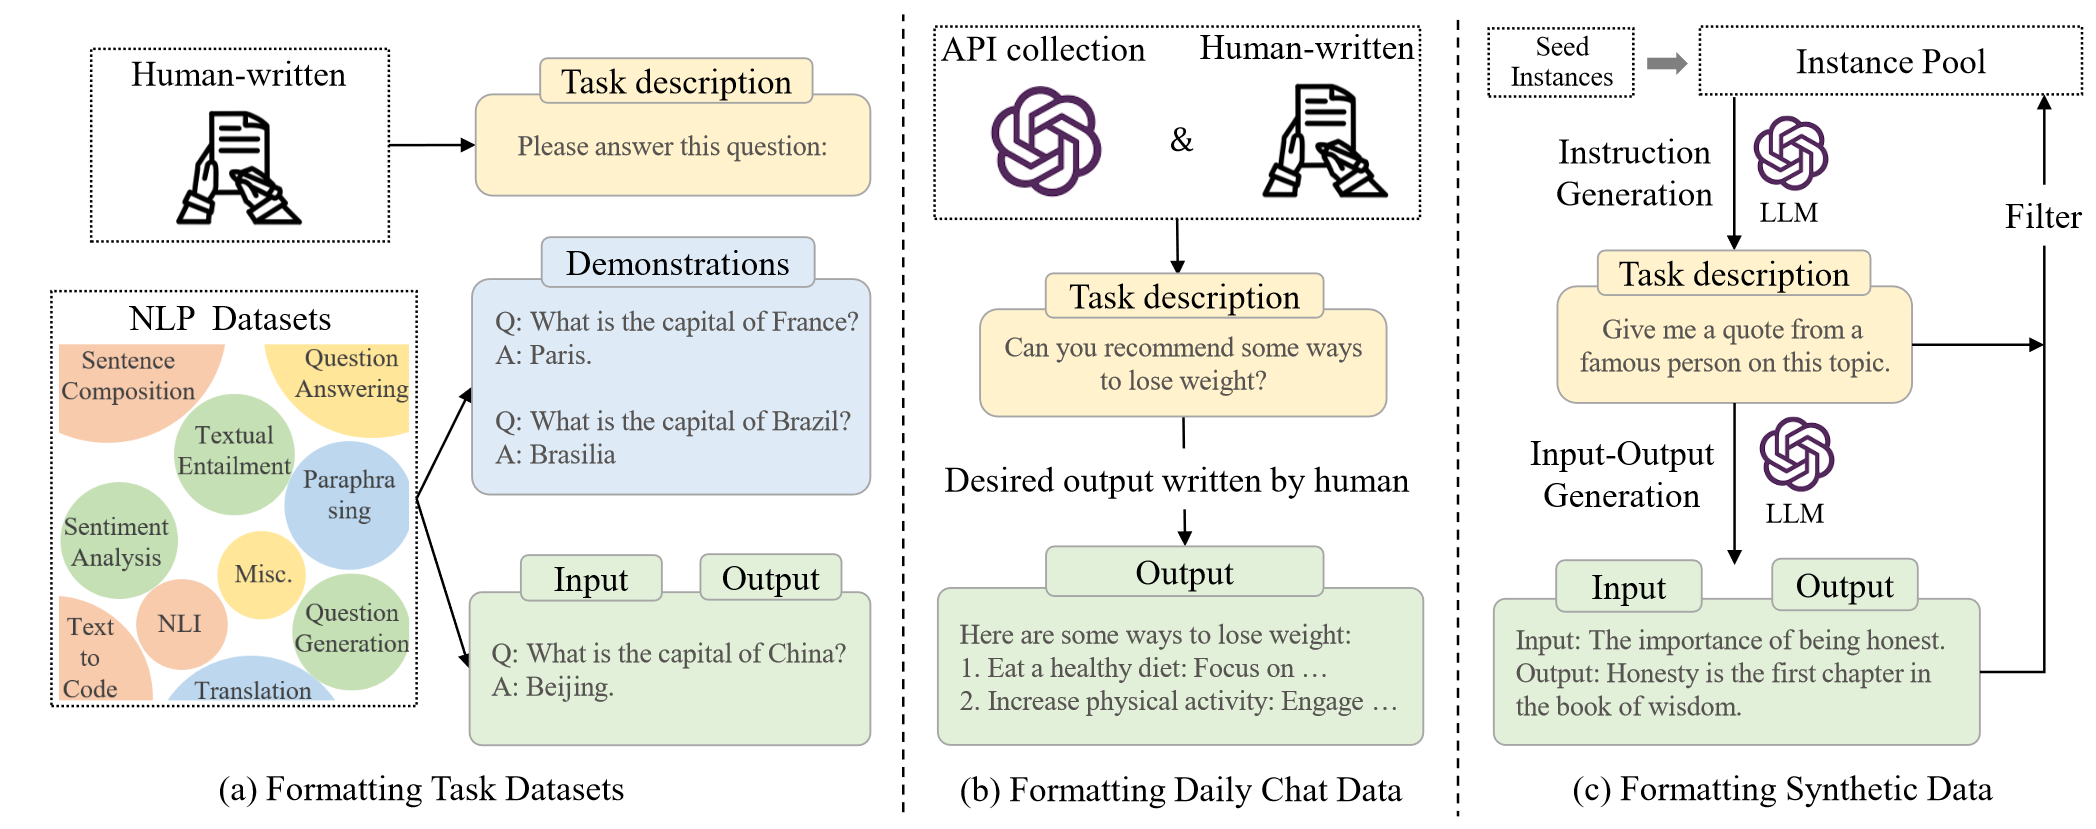 Human-written
Task description
Please answer this question:
Demonstrations
Q: What is the capital of France?
A: Paris.
Q: What is the capital of Brazil?
A: Brasilia
NLP Datasets
Sentence
Composition
Question
Answering
Textual
Entailment
Paraphra
sing
Sentiment
Analysis
Misc.
NLI
Question
Generation
Text
to
Code
Translation
Input
Output
Q: What is the capital of China?
A: Beijing.
(a) Formatting Task Datasets
API collection
&
Human-written
Task description
Can you recommend some ways
to lose weight?
Desired output written by human
Output
Here are some ways to lose weight:
1. Eat a healthy diet: Focus on …
2. Increase physical activity: Engage …
(b) Formatting Daily Chat Data
Seed
Instances
Instance Pool
Instruction
Generation
LLM
Filter
Task description
Give me a quote from a
famous person on this topic.
Input-Output
Generation
LLM
Input
Output
Input: The importance of being honest.
Output: Honesty is the first chapter in
the book of wisdom.
(c) Formatting Synthetic Data